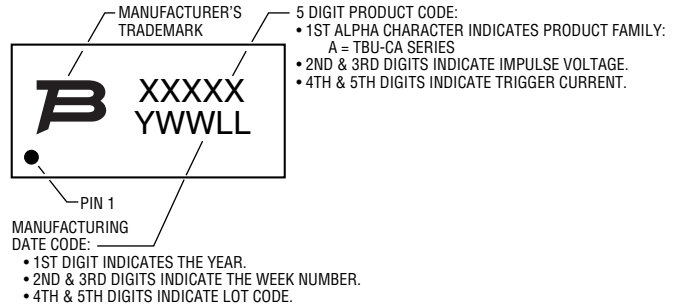 MANUFACTURER'S
TRADEMARK
5 DIGIT PRODUCT CODE:
• 1ST ALPHA CHARACTER INDICATES PRODUCT FAMILY:
A = TBU-CA SERIES
• 2ND & 3RD DIGITS INDICATE IMPULSE VOLTAGE.
• 4TH & 5TH DIGITS INDICATE TRIGGER CURRENT.
XXXXX
YWWLL
PIN 1
MANUFACTURING
DATE CODE:
• 1ST DIGIT INDICATES THE YEAR.
• 2ND & 3RD DIGITS INDICATE THE WEEK NUMBER.
• 4TH & 5TH DIGITS INDICATE LOT CODE.